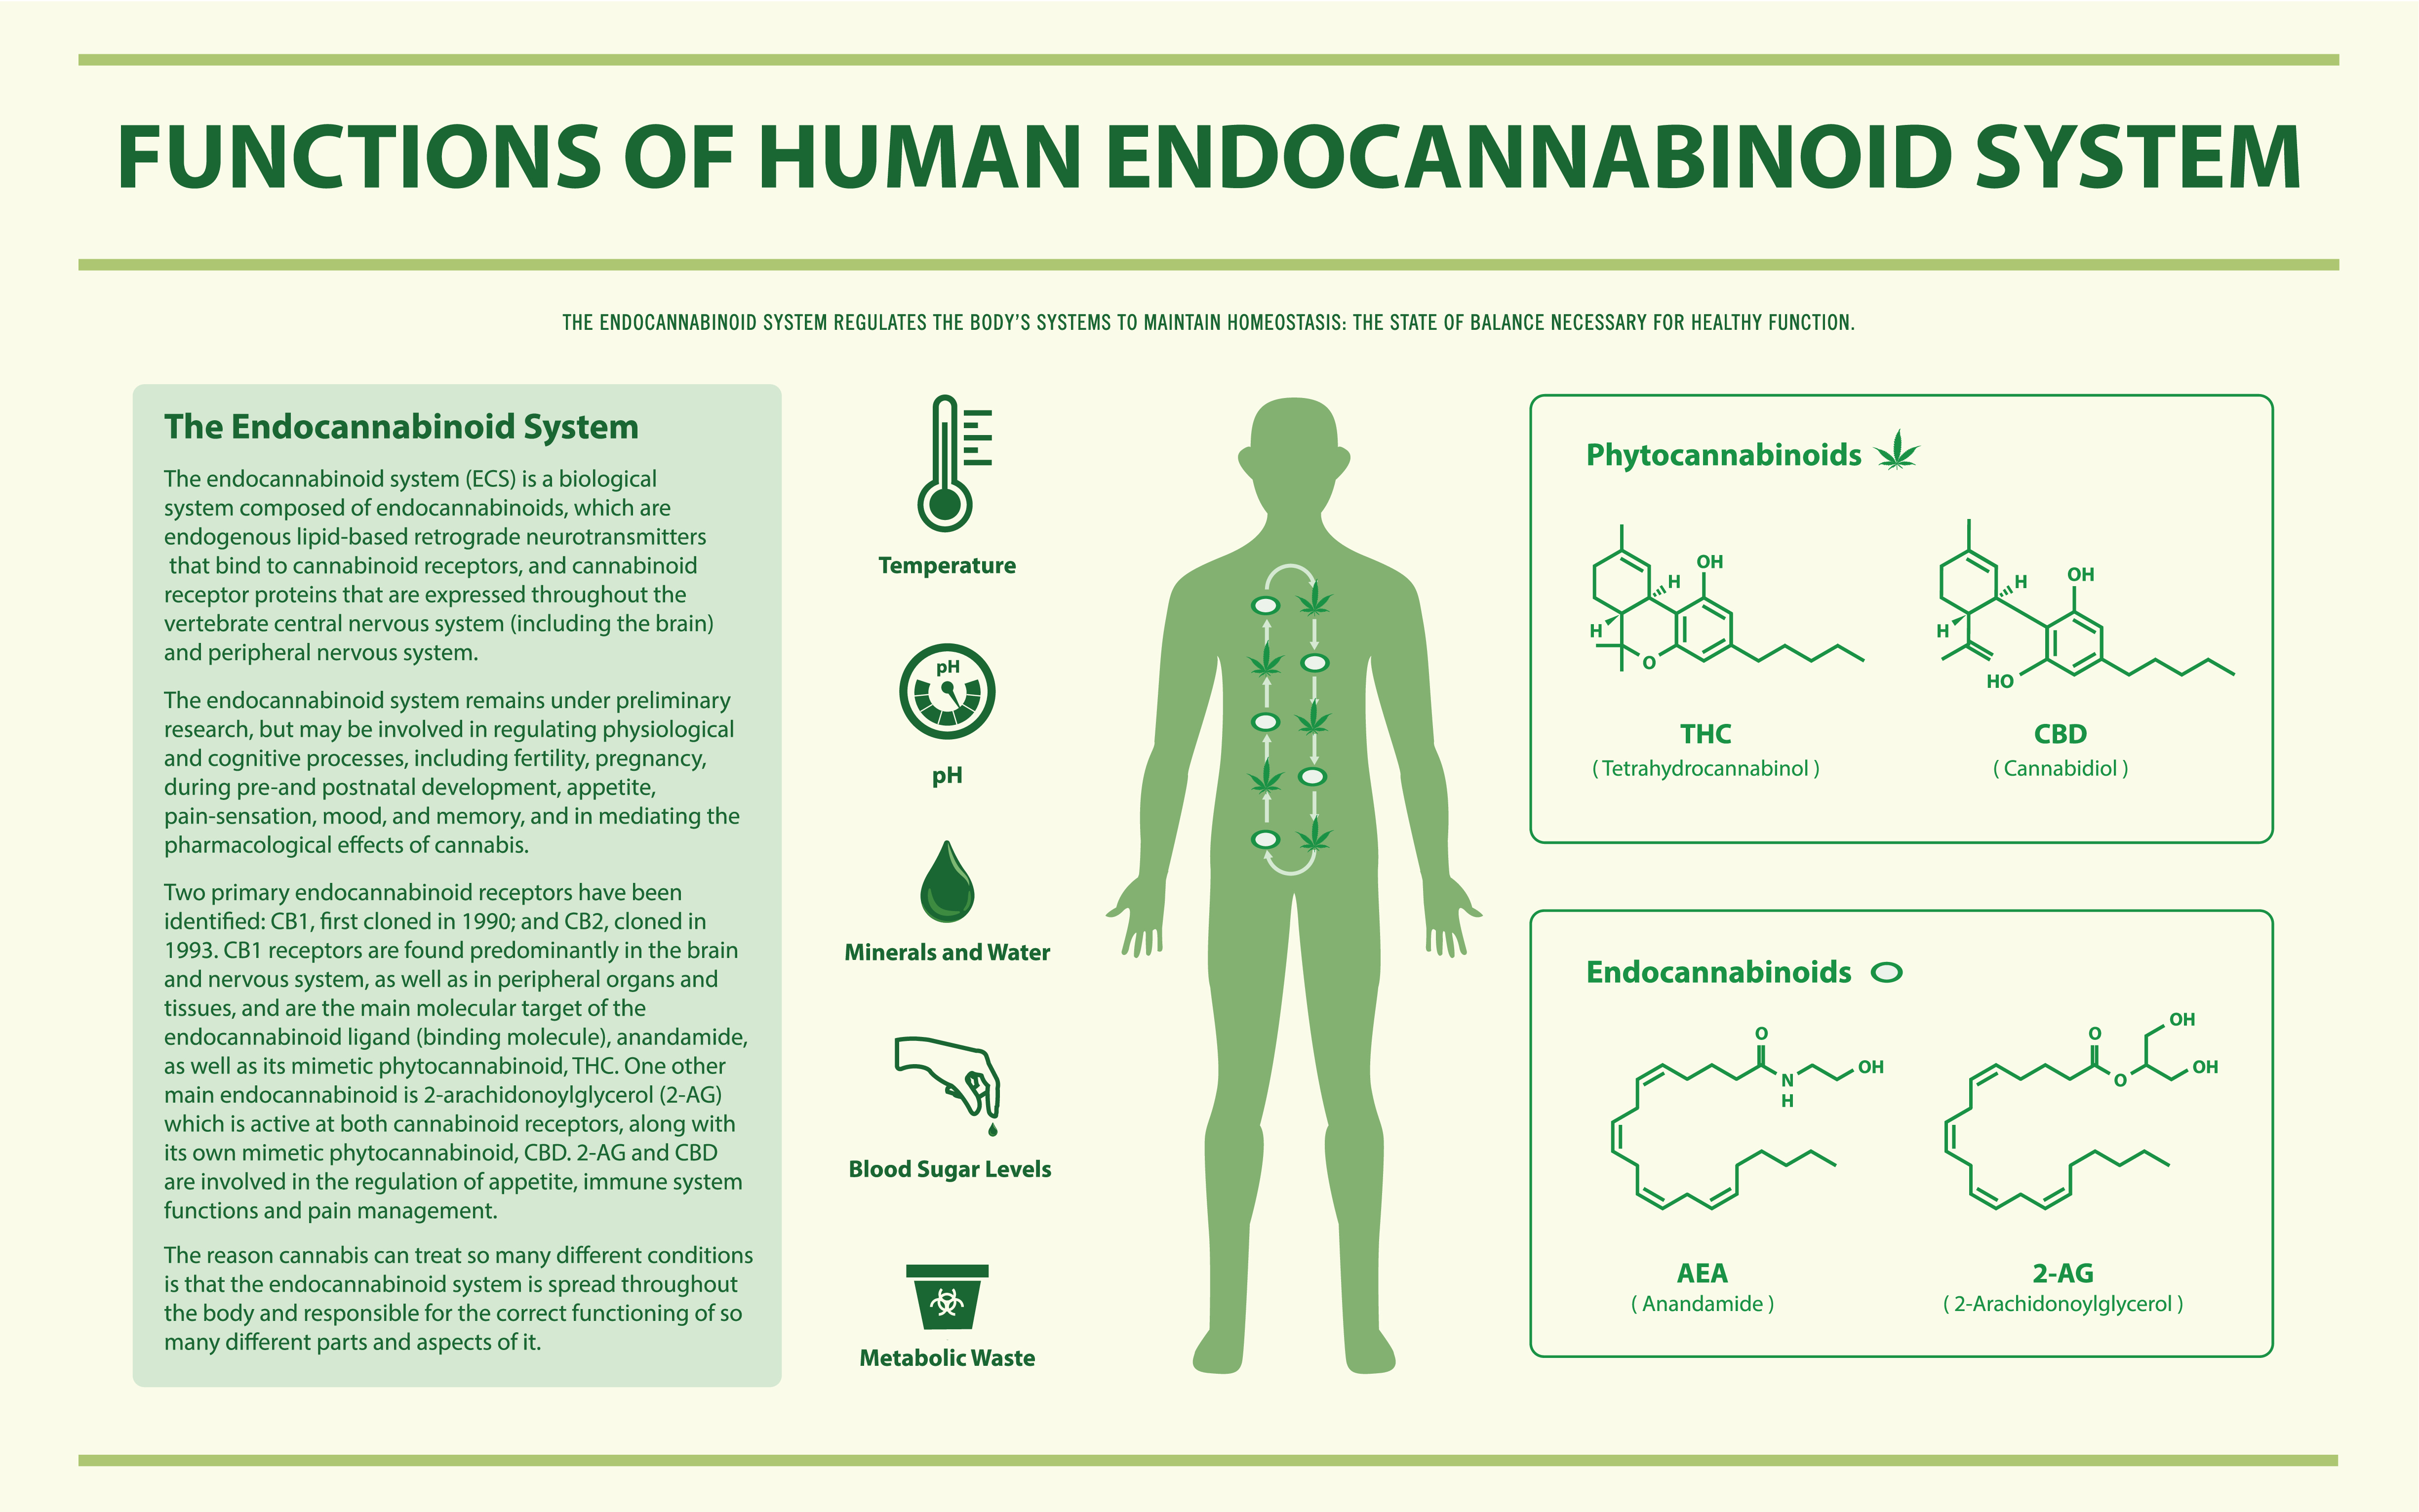 FUNCTIONS OF HUMAN ENDOCANNABINOID SYSTEM
THE ENDOCANNABINOID SYSTEM REGULATES THE BODY'S SYSTEMS TO MAINTAIN HOMEOSTASIS: THE STATE OF BALANCE NECESSARY FOR HEALTHY FUNCTION.
The Endocannabinoid System
The endocannabinoid system (ECS) is a biological
system composed of endocannabinoids, which are
endogenous lipid-based retrograde neurotransmitters
that bind to cannabinoid receptors, and cannabinoid
receptor proteins that are expressed throughout the
vertebrate central nervous system (including the brain)
and peripheral nervous system.
The endocannabinoid system remains under preliminary
research, but may be involved in regulating physiological
and cognitive processes, including fertility, pregnancy,
during pre-and postnatal development, appetite,
pain-sensation, mood, and memory, and in mediating the
pharmacological effects of cannabis.
Two primary endocannabinoid receptors have been
identified: CB1, first cloned in 1990; and CB2, cloned in
1993. CB1 receptors are found predominantly in the brain
and nervous system, as well as in peripheral organs and
tissues, and are the main molecular target of the
endocannabinoid ligand (binding molecule), anandamide,
as well as its mimetic phytocannabinoid, THC. One other
main endocannabinoid is 2-arachidonoylglycerol (2-AG)
which is active at both cannabinoid receptors, along with
its own mimetic phytocannabinoid, CBD. 2-AG and CBD
are involved in the regulation of appetite, immune system
functions and pain management.
The reason cannabis can treat so many different conditions
is that the endocannabinoid system is spread throughout
the body and responsible for the correct functioning of so
many different parts and aspects of it.
Temperature
pH
pH
Minerals and Water
Blood Sugar Levels
Metabolic Waste
Phytocannabinoids
OH
H
H
O
THC
( Tetrahydrocannabinol )
OH
H
H
HO
CBD
( Cannabidiol )
Endocannabinoids
O
OH
N
H
AEA
( Anandamide )
OH
O
OH
O
2-AG
( 2-Arachidonoylglycerol )